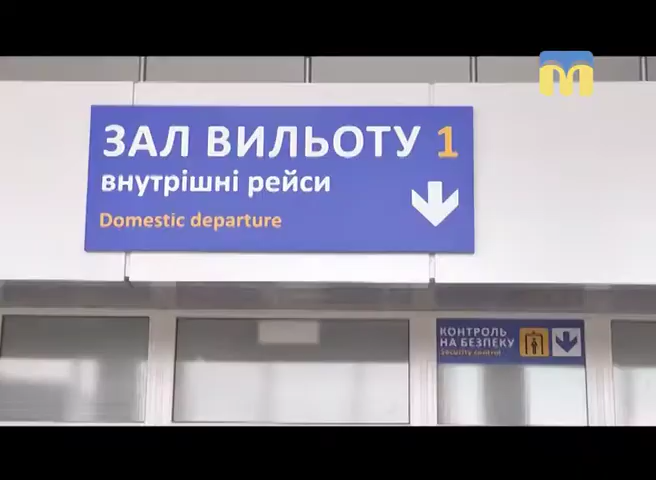 ЗАЛ ВИЛЬОТУ 1
внутрішні рейси
Domestic departure
КОНТРОЛЬ
НА БЕЗПЕКУ
Security control